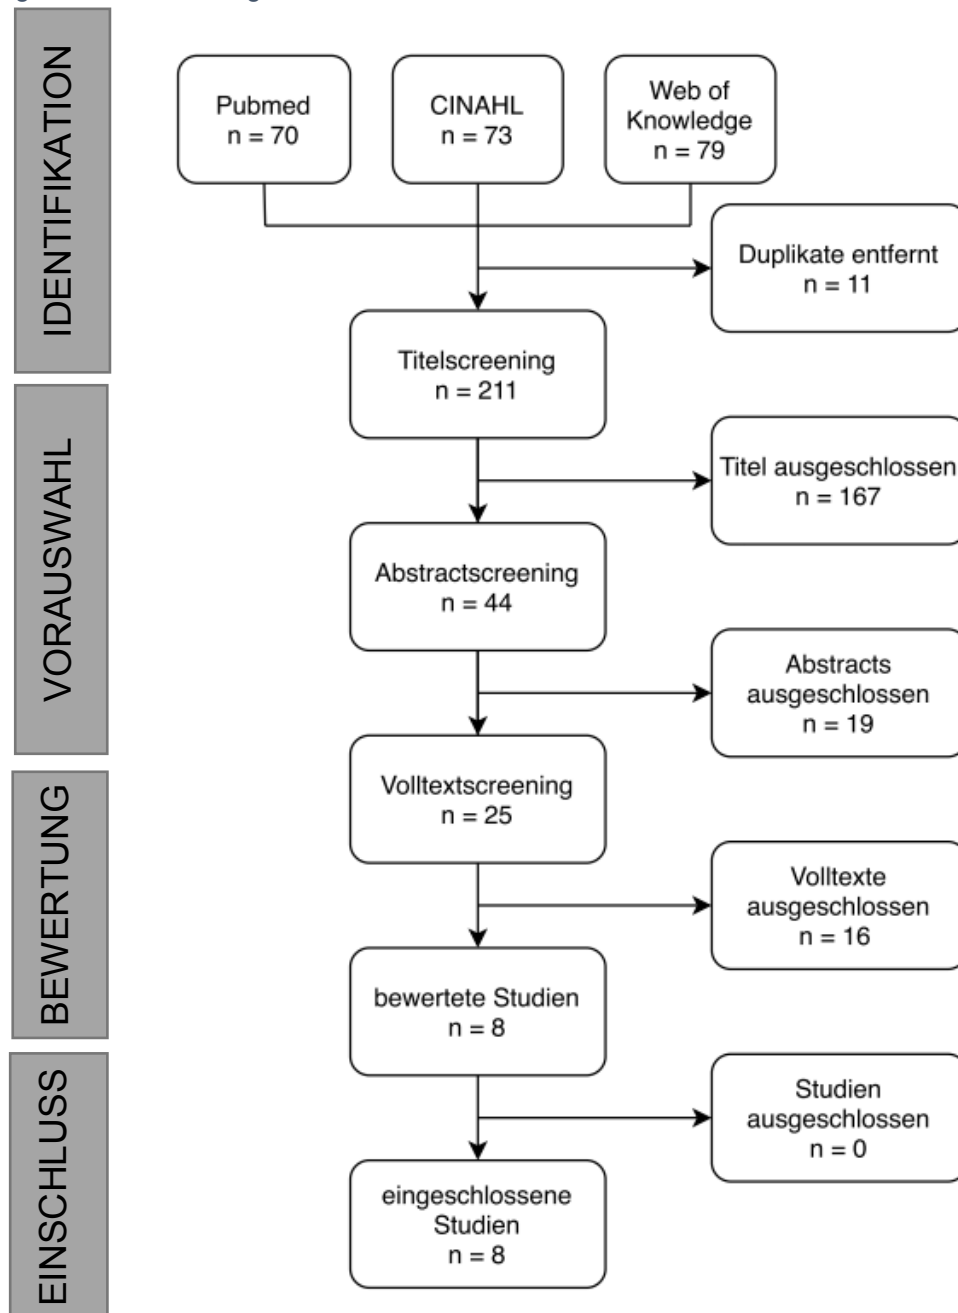 IDENTIFIKATION
Pubmed
n = 70
CINAHL
n = 73
Web of
Knowledge
n = 79
Duplikate entfernt
n = 11
Titelscreening
n = 211
VORAUSWAHL
Titel ausgeschlossen
n = 167
Abstractscreening
n = 44
Abstracts
ausgeschlossen
n = 19
Volltextscreening
n = 25
BEWERTUNG
Volltexte
ausgeschlossen
n = 16
bewertete Studien
n = 8
EINSCHLUSS
Studien
ausgeschlossen
n = 0
eingeschlossene
Studien
n = 8